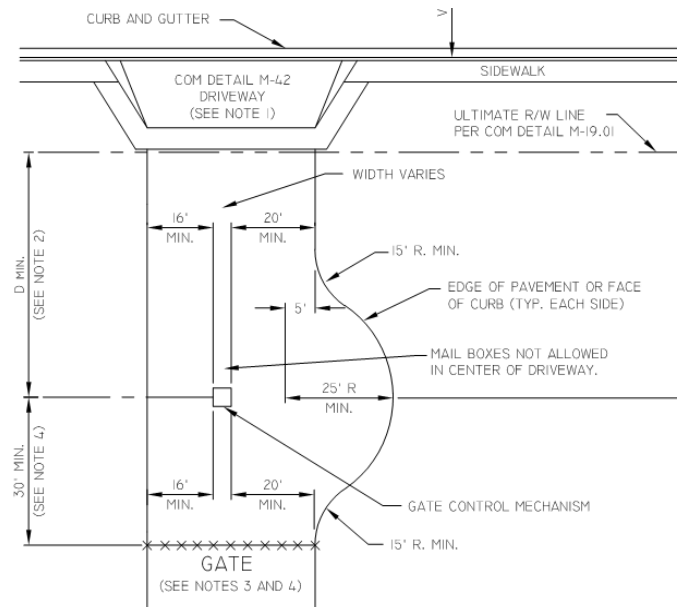 CURB AND GUTTER
V
COM DETAIL M-42
DRIVEWAY
(SEE NOTE 1)
SIDEWALK
ULTIMATE R/W LINE
PER COM DETAIL M-19.01
WIDTH VARIES
16'
MIN.
20'
MIN.
15' R. MIN.
D MIN.
(SEE NOTE 2)
EDGE OF PAVEMENT OR FACE
OF CURB (TYP. EACH SIDE)
5'
MAIL BOXES NOT ALLOWED
IN CENTER OF DRIVEWAY.
25' R
MIN.
30' MIN.
(SEE NOTE 4)
16'
MIN.
20'
MIN.
GATE CONTROL MECHANISM
15' R. MIN.
GATE
(SEE NOTES 3 AND 4)